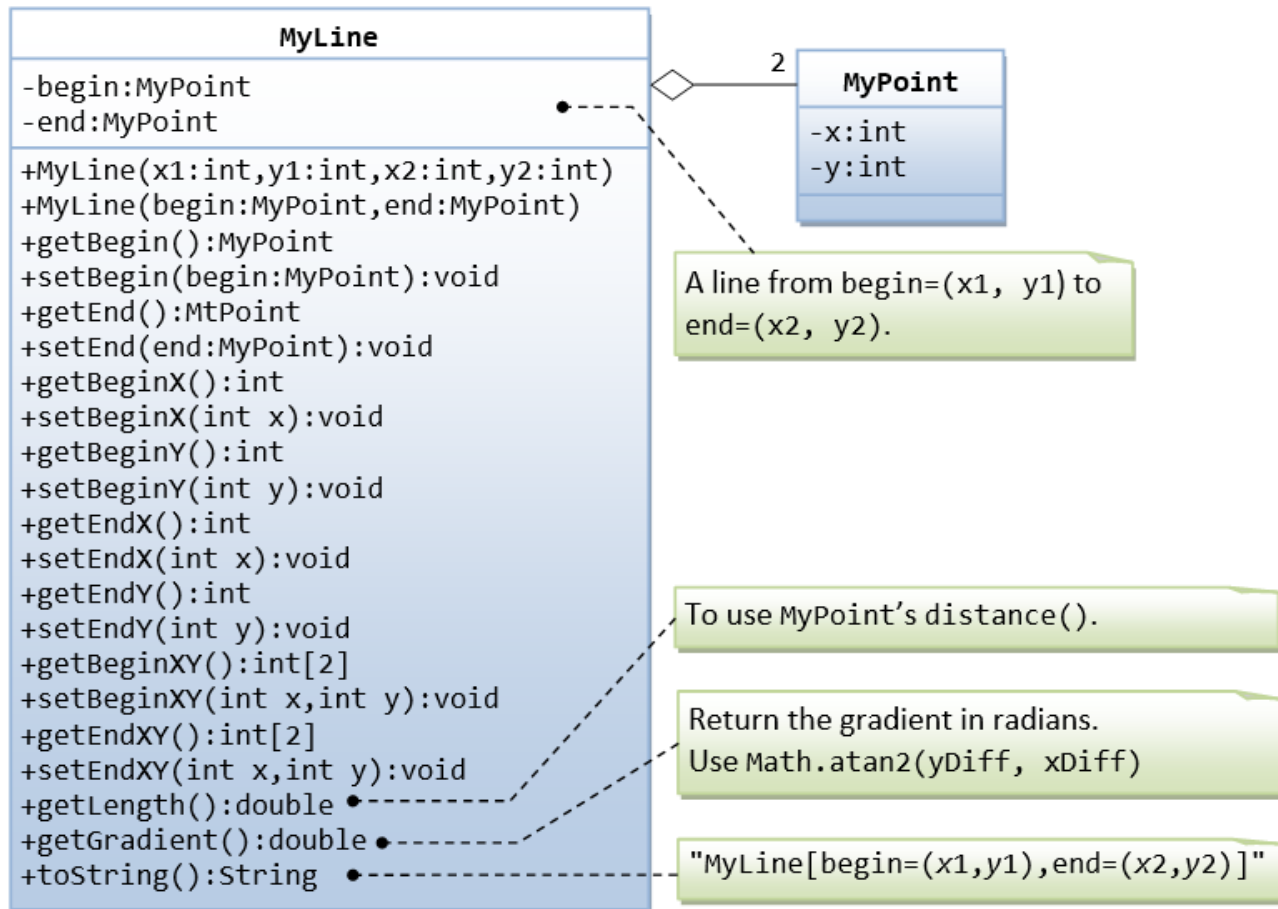 MyLine
-begin:MyPoint
-end:MyPoint
+MyLine(x1:int,y1:int,x2:int,y2:int)
+MyLine(begin:MyPoint,end:MyPoint)
+getBegin():MyPoint
+setBegin(begin:MyPoint):void
+getEnd():MtPoint
+setEnd(end:MyPoint):void
+getBeginX():int
+setBeginX(int x):void
+getBeginY():int
+setBeginY(int y):void
+getEndX():int
+setEndX(int x):void
+getEndY():int
+setEndY(int y):void
+getBeginXY():int[2]
+setBeginXY(int x,int y):void
+getEndXY():int[2]
+setEndXY(int x,int y):void
+getLength():double
+getGradient():double
+toString():String
2
MyPoint
-x:int
-y:int
A line from begin=(x1, y1) to
end=(x2, y2).
To use MyPoint’s distance().
Return the gradient in radians.
Use Math.atan2(yDiff, xDiff)
"MyLine[begin=(x1,y1),end=(x2,y2)]"